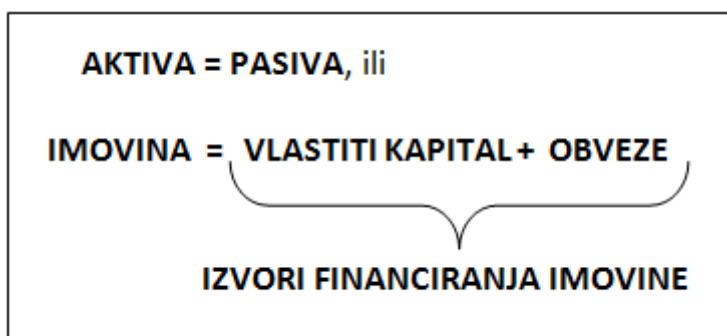 AKTIVA = PASIVA, ili
IMOVINA = VLASTITI KAPITAL + OBVEZE
IZVORI FINANCIRANJA IMOVINE